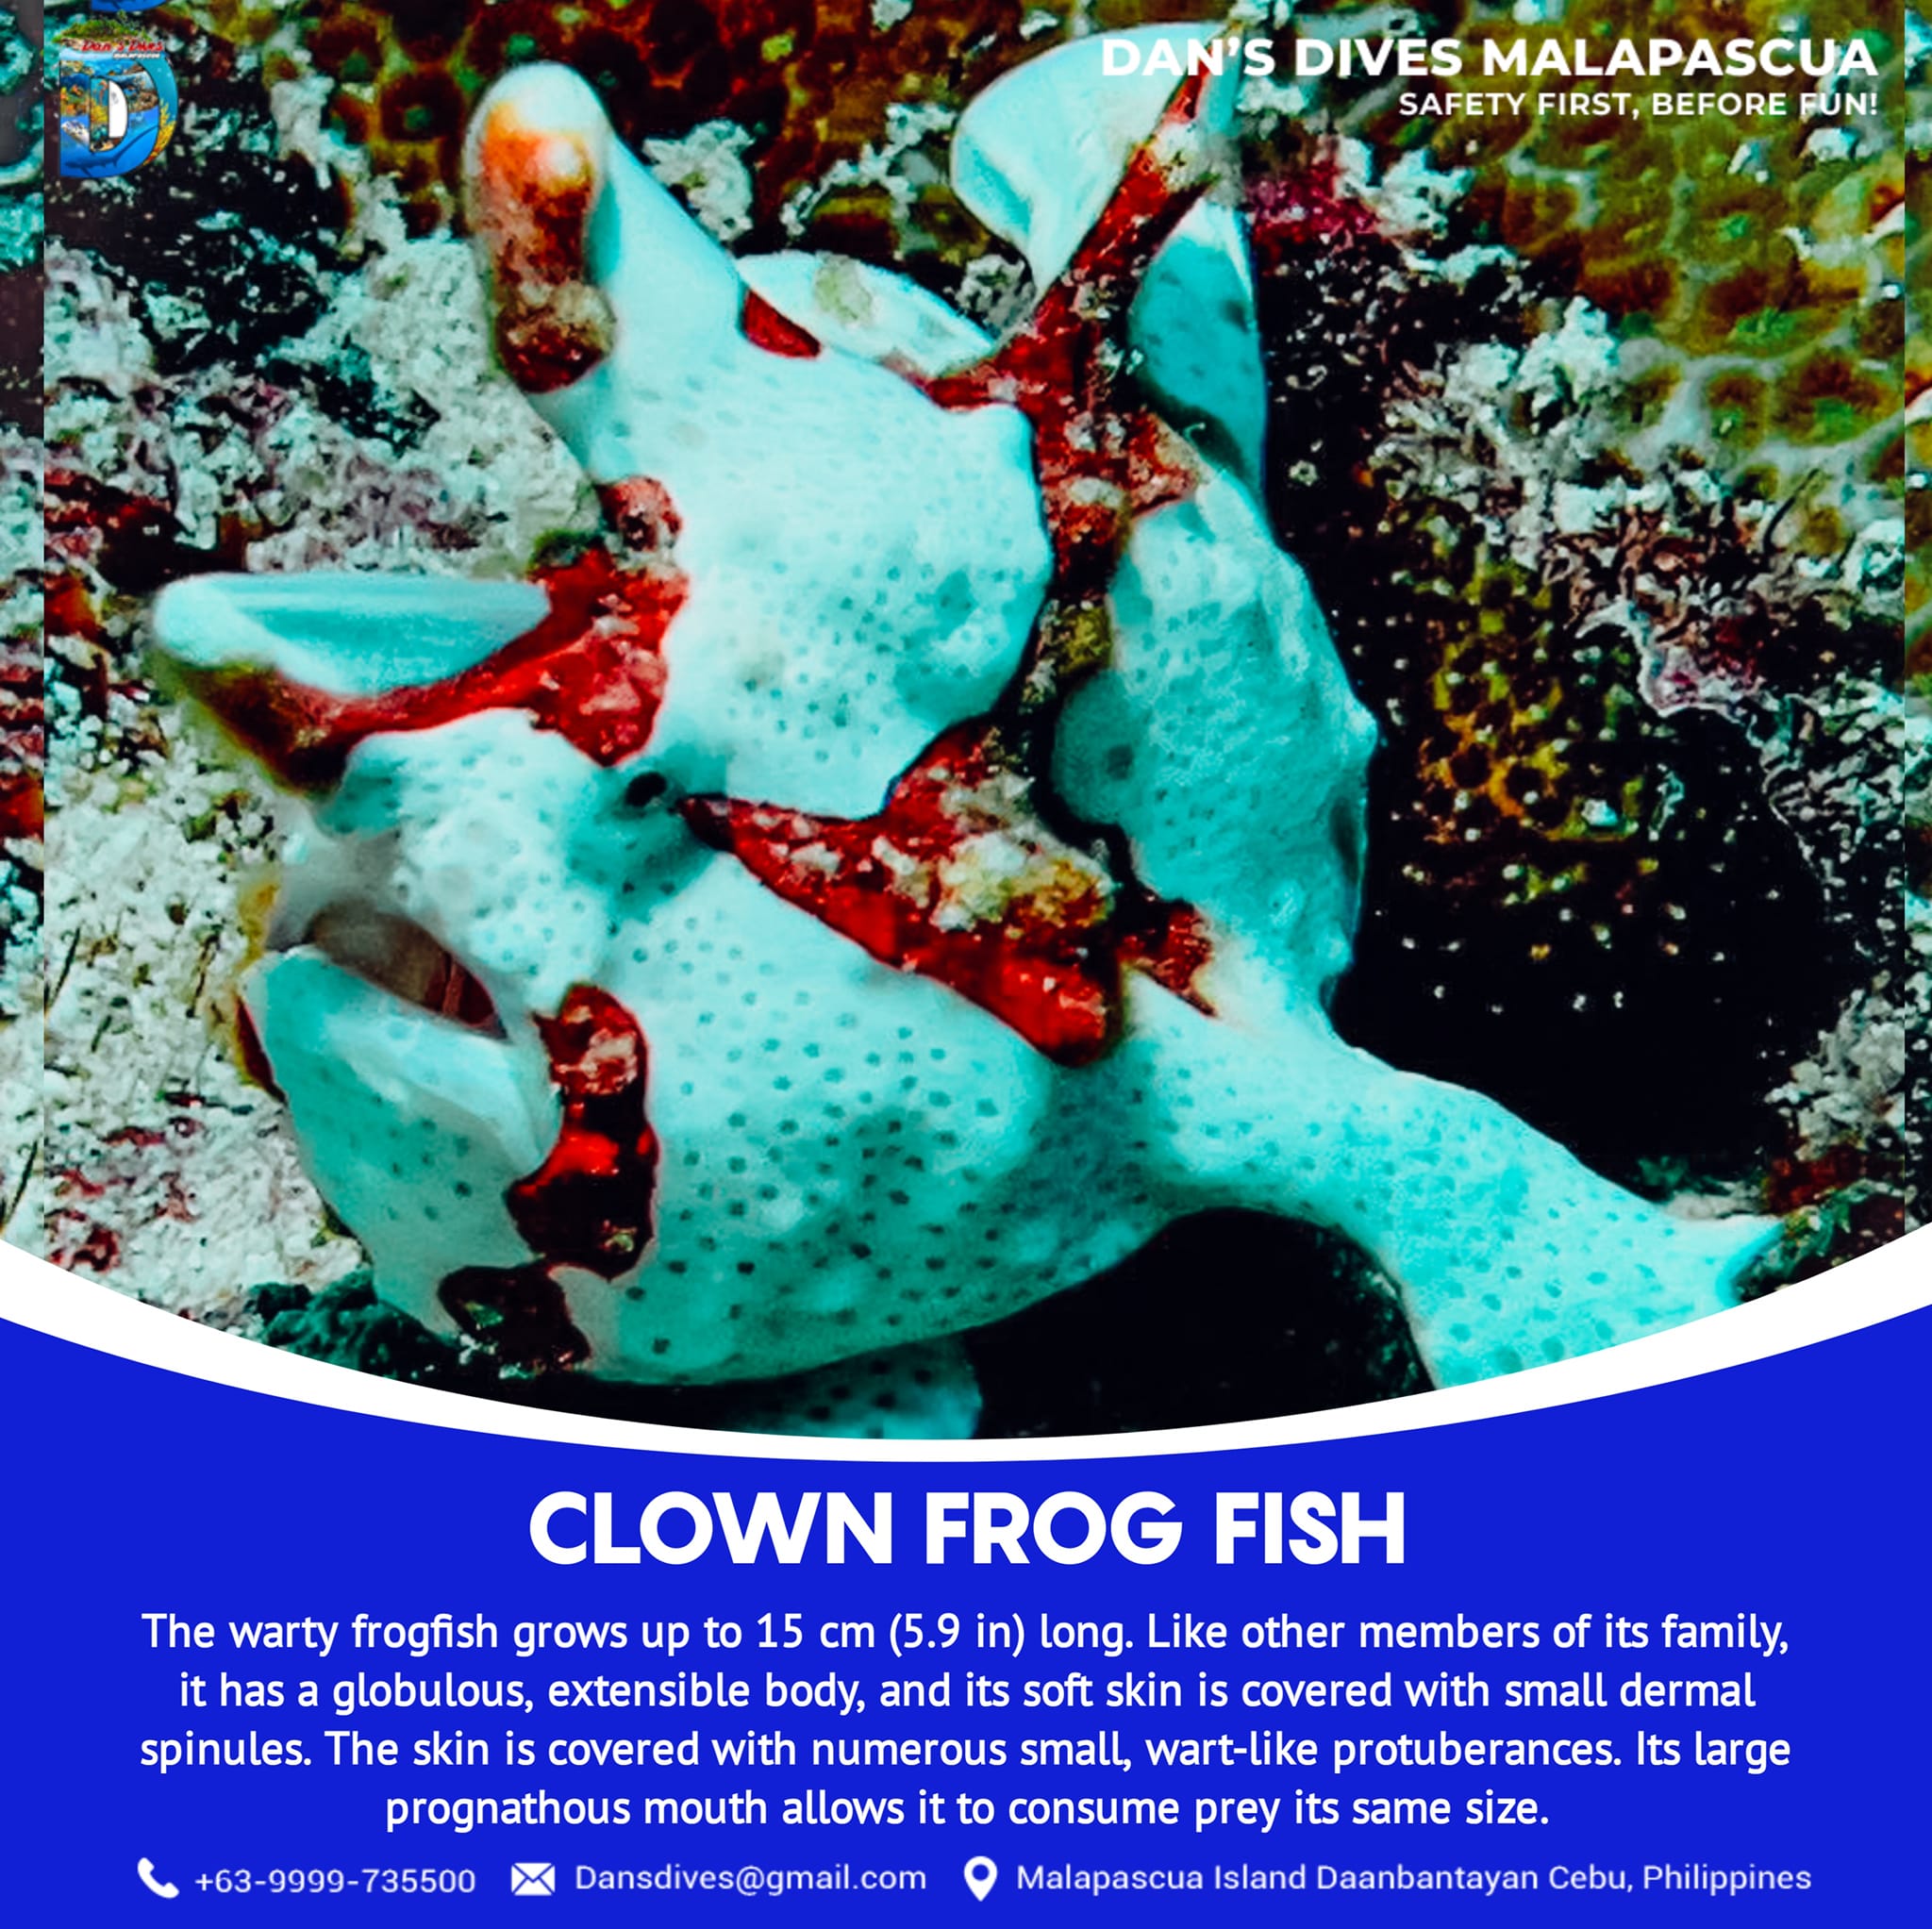 Dan's Dives
MALAPASCUA
D
DAN'S DIVES MALAPASCUA
SAFETY FIRST, BEFORE FUN!
CLOWN FROG FISH
The warty frogfish grows up to 15 cm (5.9 in) long. Like other members of its family,
it has a globulous, extensible body, and its soft skin is covered with small dermal
spinules. The skin is covered with numerous small, wart-like protuberances. Its large
prognathous mouth allows it to consume prey its same size.
+63-9999-735500 Dansdives@gmail.com Malapascua Island Daanbantayan Cebu, Philippines